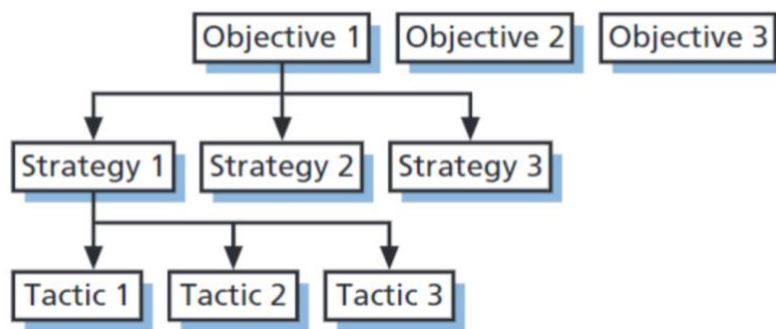 Objective 1 Objective 2 Objective 3
Strategy 1 Strategy 2 Strategy 3
Tactic 1 Tactic 2 Tactic 3